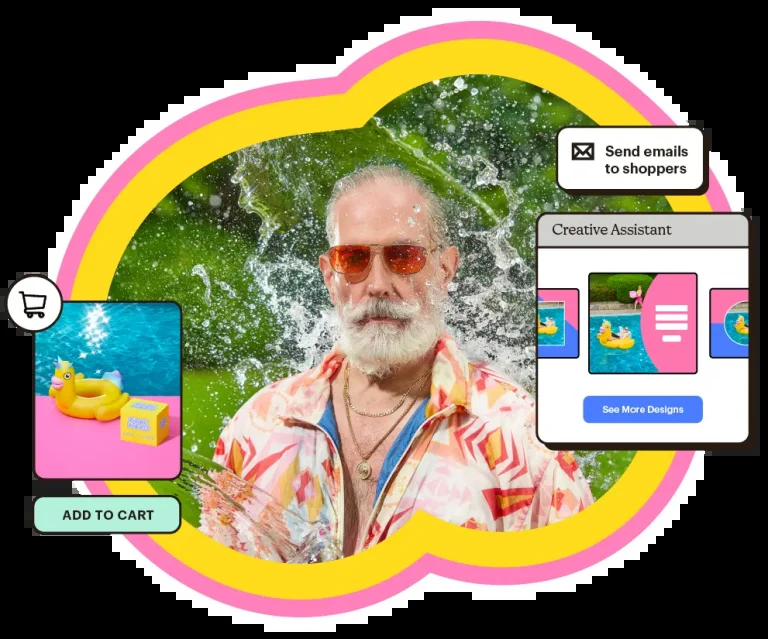 Send emails
to shoppers
Creative Assistant
See More Designs
ADD TO CART